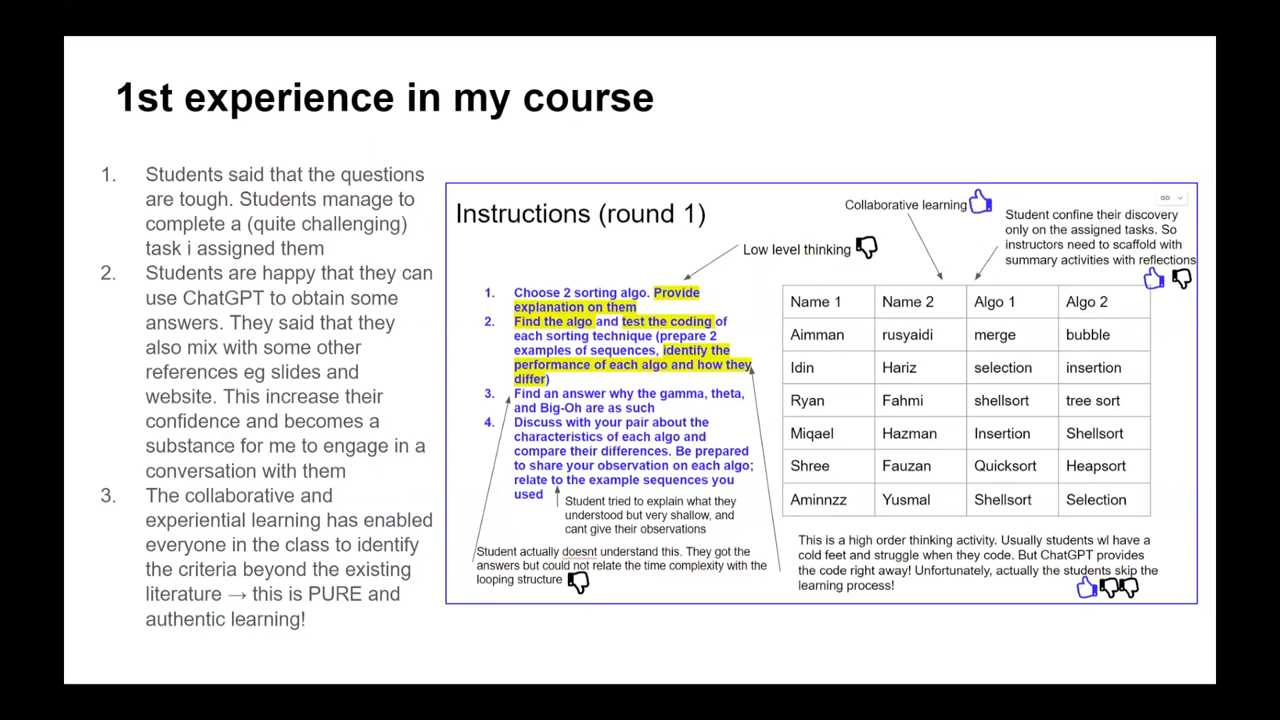 1st experience in my course
1. Students said that the questions
are tough. Students manage to
complete a (quite challenging)
task i assigned them
2. Students are happy that they can
use ChatGPT to obtain some
answers. They said that they
also mix with some other
references eg slides and
website. This increase their
confidence and becomes a
substance for me to engage in a
conversation with them
3. The collaborative and
experiential learning has enabled
everyone in the class to identify
the criteria beyond the existing
literature → this is PURE and
authentic learning!
Instructions (round 1)
Low level thinking
Collaborative learning
Student confine their discovery
only on the assigned tasks. So
instructors need to scaffold with
summary activities with reflections
1. Choose 2 sorting algo. Provide
explanation on them
2. Find the algo and test the coding of
each sorting technique (prepare 2
examples of sequences, identify the
performance of each algo and how they
differ)
3. Find an answer why the gamma, theta,
and Big-Oh are as such
4. Discuss with your pair about the
characteristics of each algo and
compare their differences. Be prepared
to share your observation on each algo;
relate to the example sequences you
used
Student tried to explain what they
understood but very shallow, and
cant give their observations
Student actually doesnt understand this. They got the
answers but could not relate the time complexity with the
looping structure
Name 1 Name 2 Algo 1 Algo 2
Aimman rusyaidi merge bubble
Idin Hariz selection insertion
Ryan Fahmi shellsort tree sort
Miqael Hazman Insertion Shellsort
Shree Fauzan Quicksort Heapsort
Aminnzz Yusmal Shellsort Selection
This is a high order thinking activity. Usually students wl have a
cold feet and struggle when they code. But ChatGPT provides
the code right away! Unfortunately, actually the students skip the
learning process!